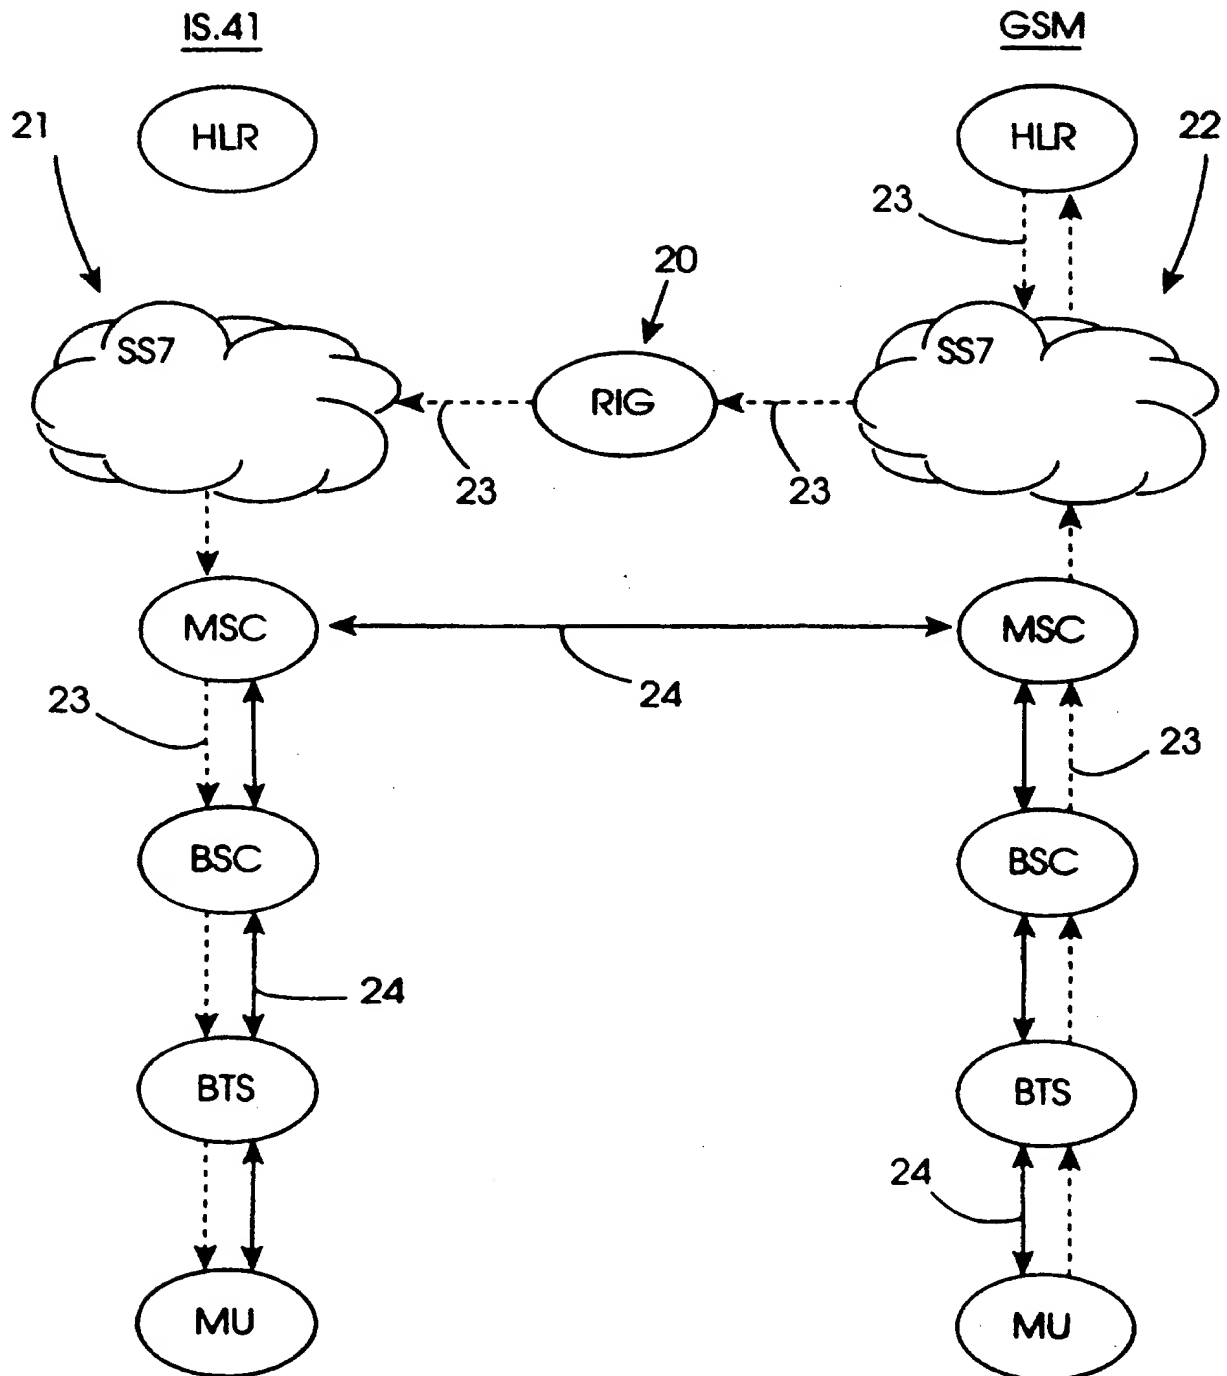 IS.41 GSM
HLR HLR
21 22
23
20
SS7 SS7
RIG
23 23
MSC MSC
24
23 23
BSC BSC
24
BTS BTS
24
MU MU